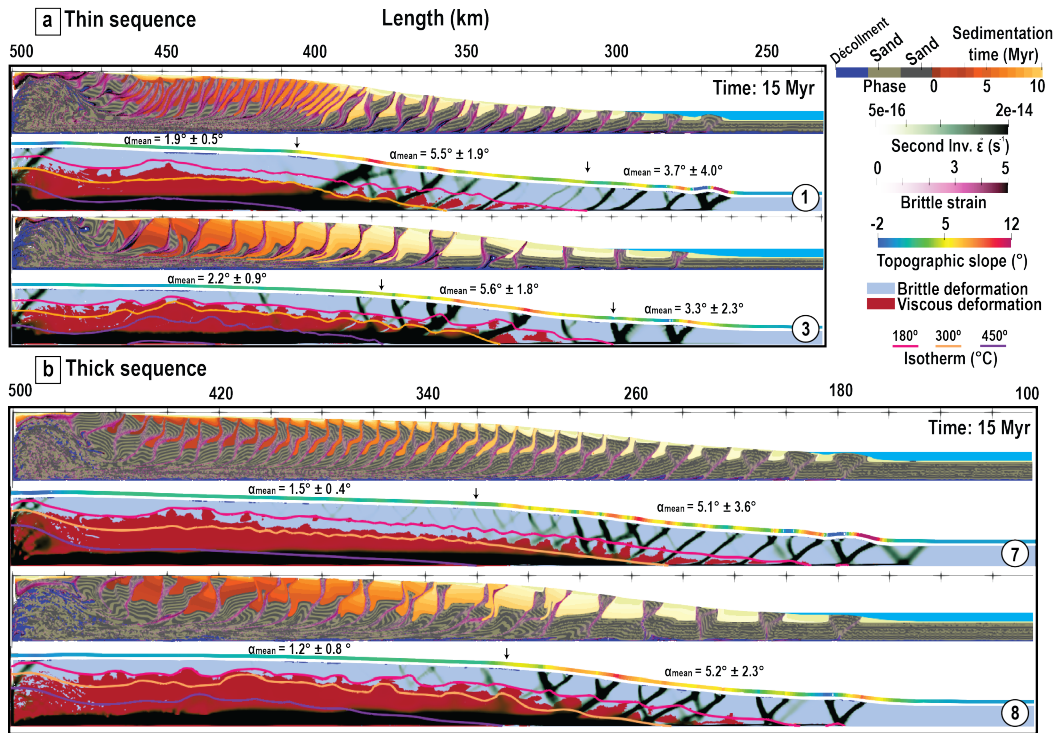 a Thin sequence
Length (km)
500 450 400 350 300 250
Time: 15 Myr
αmean = 1.9° ± 0.5°
αmean = 5.5° ± 1.9°
αmean = 3.7° ± 4.0°
1
αmean = 2.2° ± 0.9°
αmean = 5.6° ± 1.8°
αmean = 3.3° ± 2.3°
3
Décollment
Sand
Sand
Sedimentation
time (Myr)
Phase
0 5 10
5e-16 2e-14
Second Inv. ε̇ (s⁻¹)
0 3 5
Brittle strain
-2 5 12
Topographic slope (°)
Brittle deformation
Viscous deformation
180° 300° 450°
Isotherm (°C)
b Thick sequence
500 420 340 260 180 100
Time: 15 Myr
αmean = 1.5° ± 0.4°
αmean = 5.1° ± 3.6°
7
αmean = 1.2° ± 0.8 °
αmean = 5.2° ± 2.3°
8